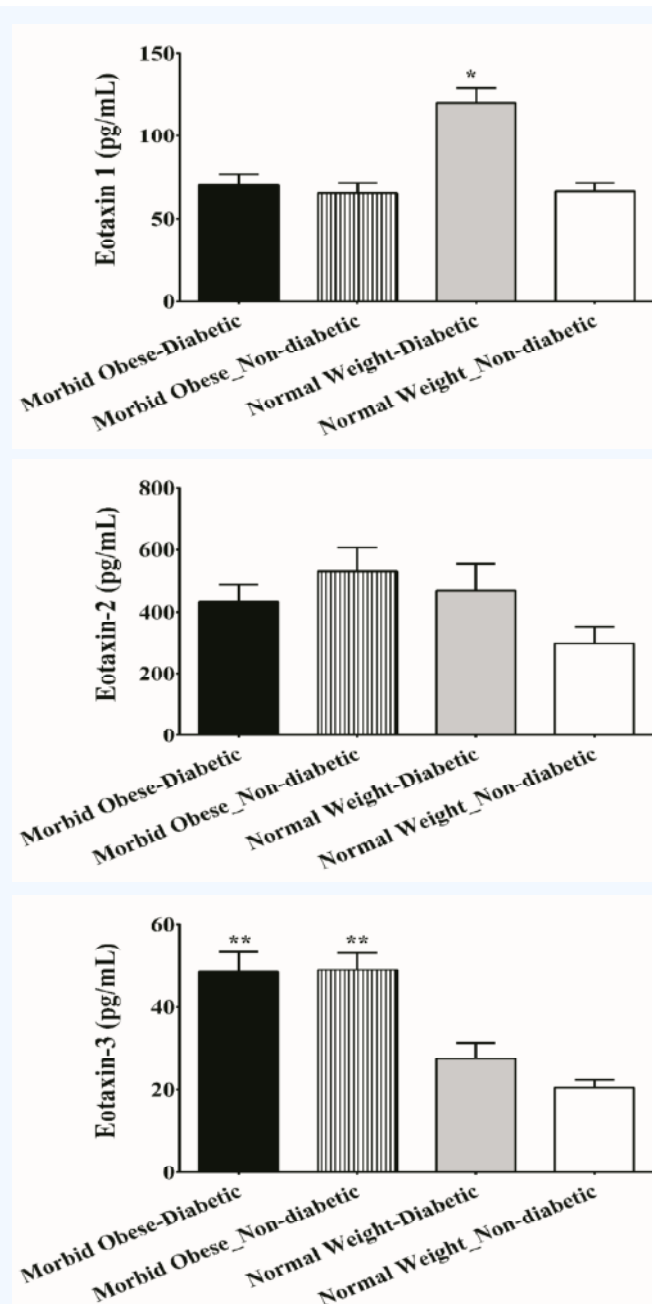 Eotaxin 1 (pg/mL)
150
100
50
0
*
Morbid Obese-Diabetic
Morbid Obese_Non-diabetic
Normal Weight-Diabetic
Normal Weight_Non-diabetic
Eotaxin-2 (pg/mL)
800
600
400
200
0
Morbid Obese-Diabetic
Morbid Obese_Non-diabetic
Normal Weight-Diabetic
Normal Weight_Non-diabetic
Eotaxin-3 (pg/mL)
60
40
20
0
**
**
Morbid Obese-Diabetic
Morbid Obese_Non-diabetic
Normal Weight-Diabetic
Normal Weight_Non-diabetic